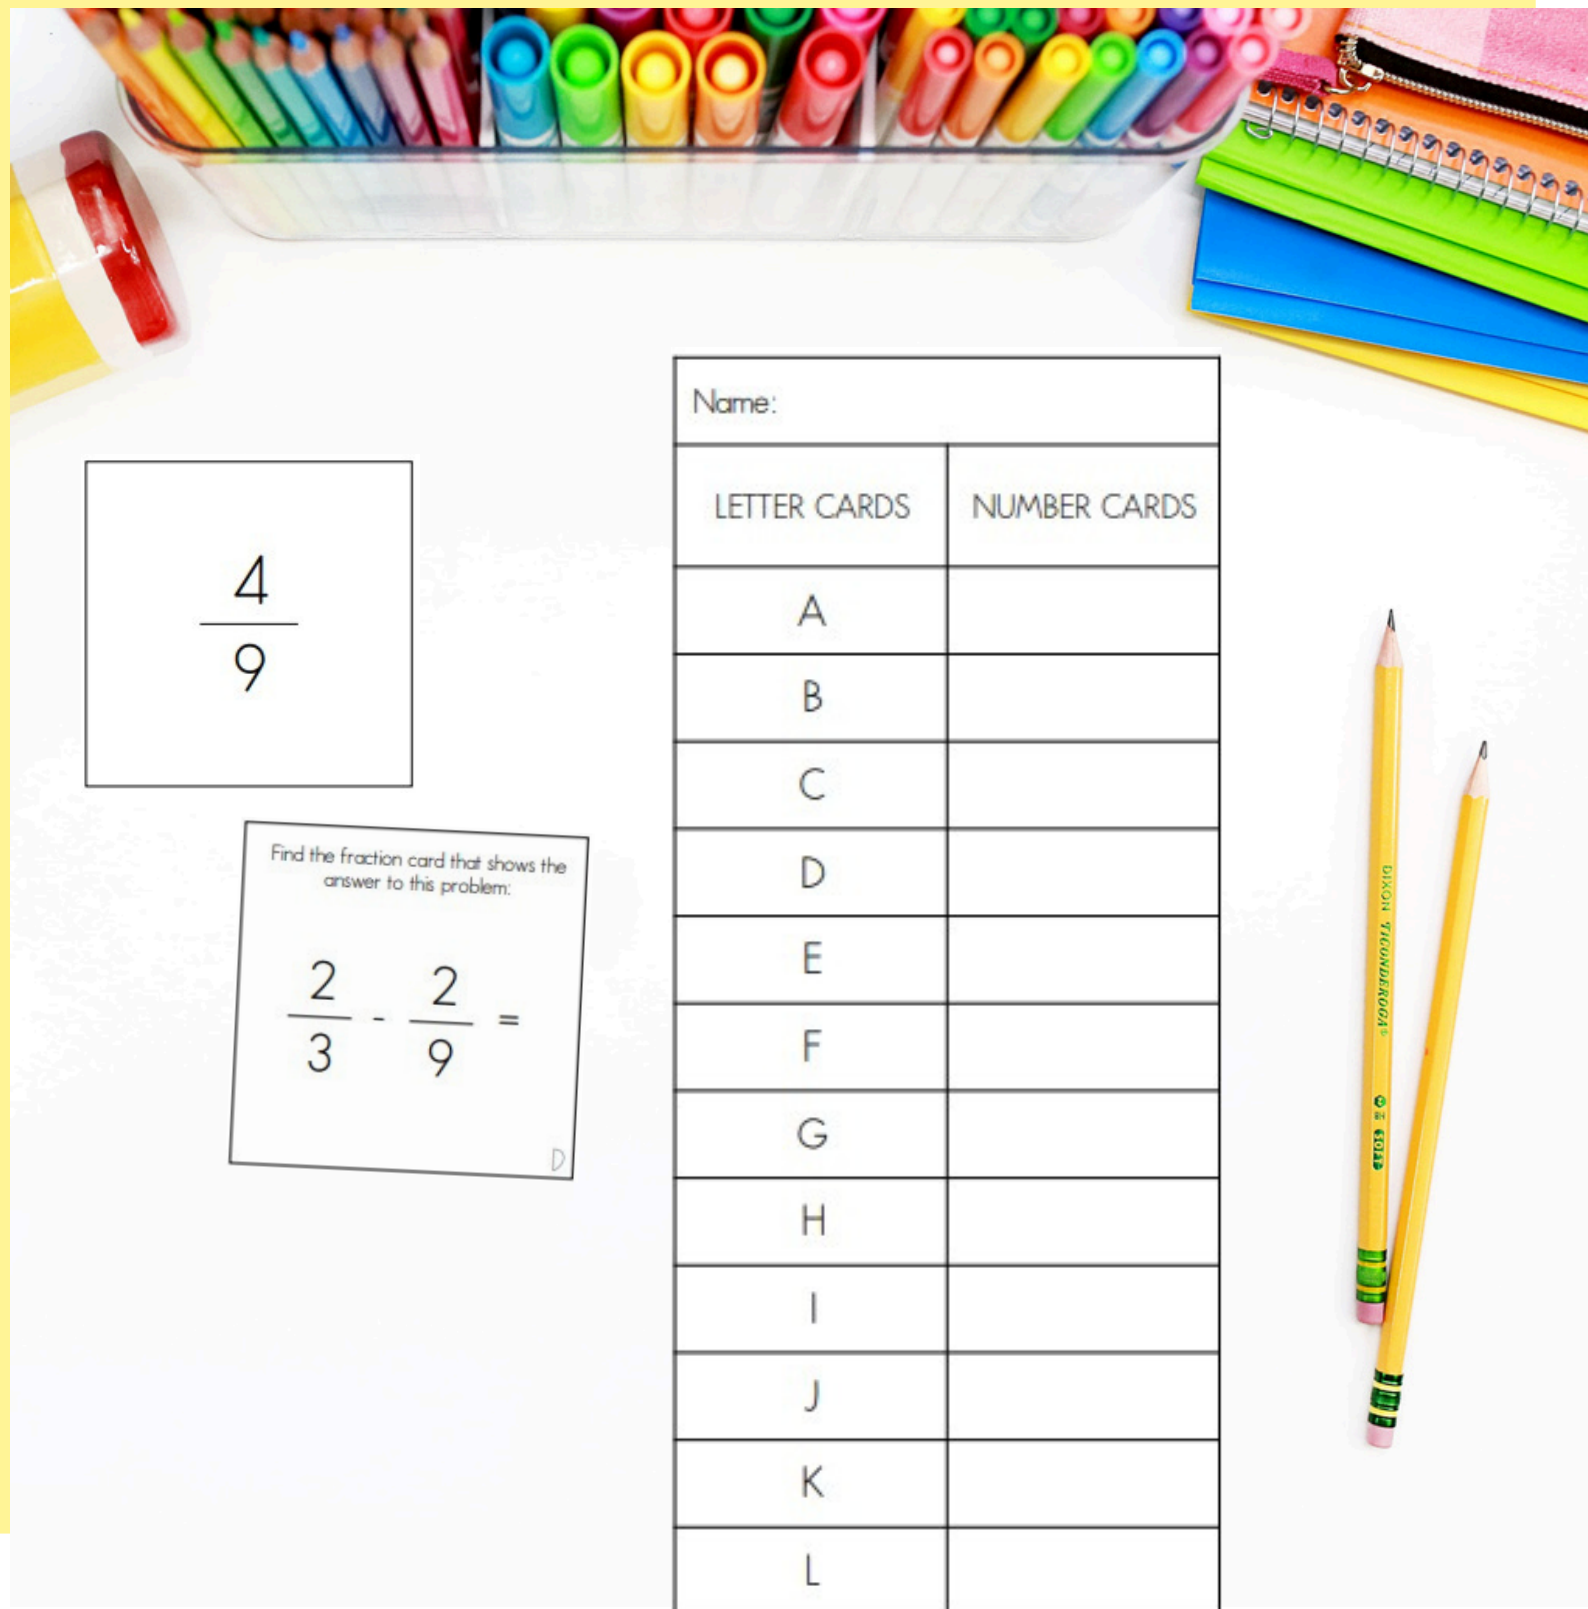 Name:
LETTER CARDS NUMBER CARDS
A
B
C
D
E
F
G
H
I
J
K
L
4
9
Find the fraction card that shows the
answer to this problem:
2 2
- =
3 9
D
DIXON TICONDEROGA®
SOFT